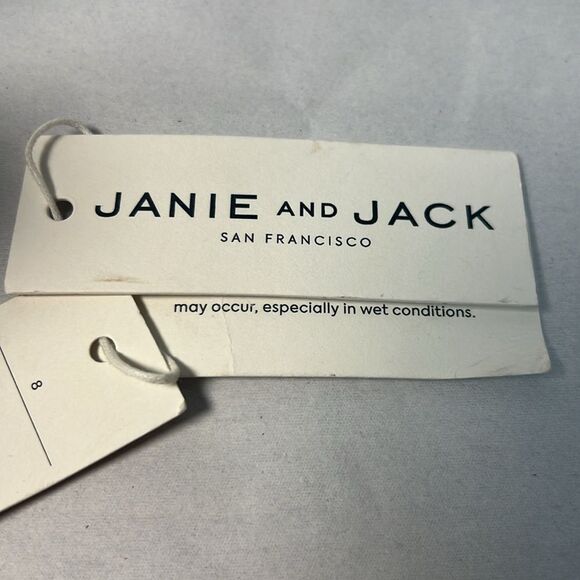 JANIE AND JACK
SAN FRANCISCO
may occur, especially in wet conditions.
8